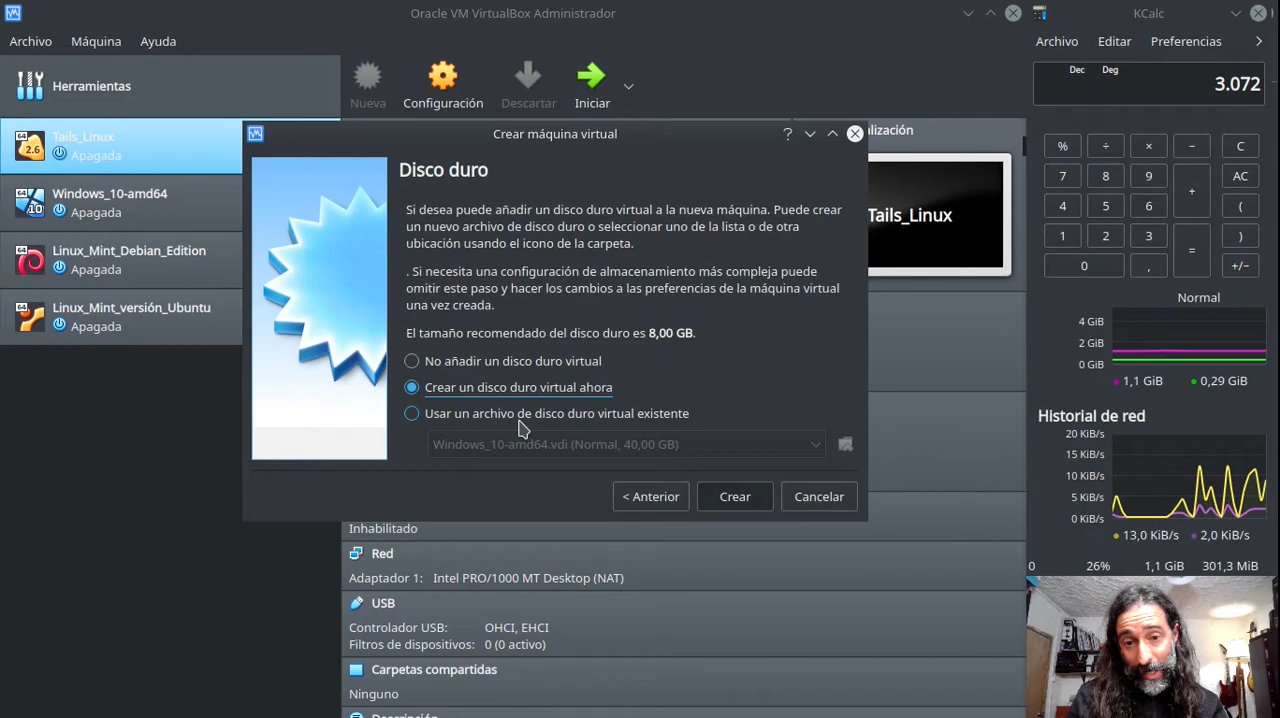 Oracle VM VirtualBox Administrador
Archivo Máquina Ayuda
Herramientas
Nueva
Configuración
Descartar
Iniciar
64
2.6
Tails_Linux
Apagada
64
10
Windows_10-amd64
Apagada
64
Linux_Mint_Debian_Edition
Apagada
64
Linux_Mint_versión_Ubuntu
Apagada
Crear máquina virtual
?
Disco duro
Si desea puede añadir un disco duro virtual a la nueva máquina. Puede crear
un nuevo archivo de disco duro o seleccionar uno de la lista o de otra
ubicación usando el icono de la carpeta.
. Si necesita una configuración de almacenamiento más compleja puede
omitir este paso y hacer los cambios a las preferencias de la máquina virtual
una vez creada.
El tamaño recomendado del disco duro es 8,00 GB.
No añadir un disco duro virtual
Crear un disco duro virtual ahora
Usar un archivo de disco duro virtual existente
Windows_10-amd64.vdi (Normal, 40,00 GB)
< Anterior
Crear
Cancelar
alización
Tails_Linux
Inhabilitado
Red
Adaptador 1: Intel PRO/1000 MT Desktop (NAT)
USB
Controlador USB: OHCI, EHCI
Filtros de dispositivos: 0 (0 activo)
Carpetas compartidas
Ninguno
Descripción
KCalc
Archivo Editar Preferencias >
Dec Deg
3.072
% ÷ × − C
7 8 9 + AC
4 5 6 (
1 2 3 = )
0 , +/−
Normal
4 GiB
2 GiB
0 GiB
1,1 GiB 0,29 GiB
Historial de red
20 KiB/s
15 KiB/s
10 KiB/s
5 KiB/s
0 KiB/s
13,0 KiB/s 2,0 KiB/s
0 26% 1,1 GiB 301,3 MiB